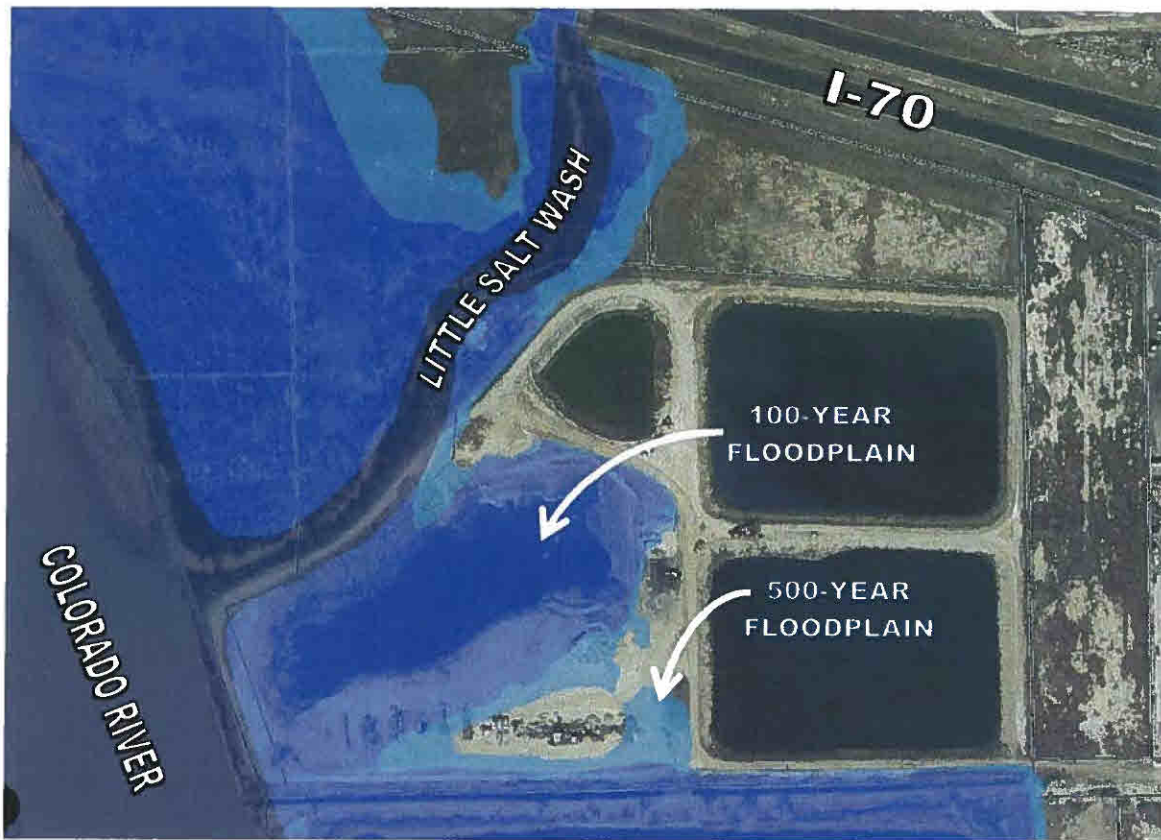 I-70
LITTLE SALT WASH
100-YEAR
FLOODPLAIN
500-YEAR
FLOODPLAIN
COLORADO RIVER